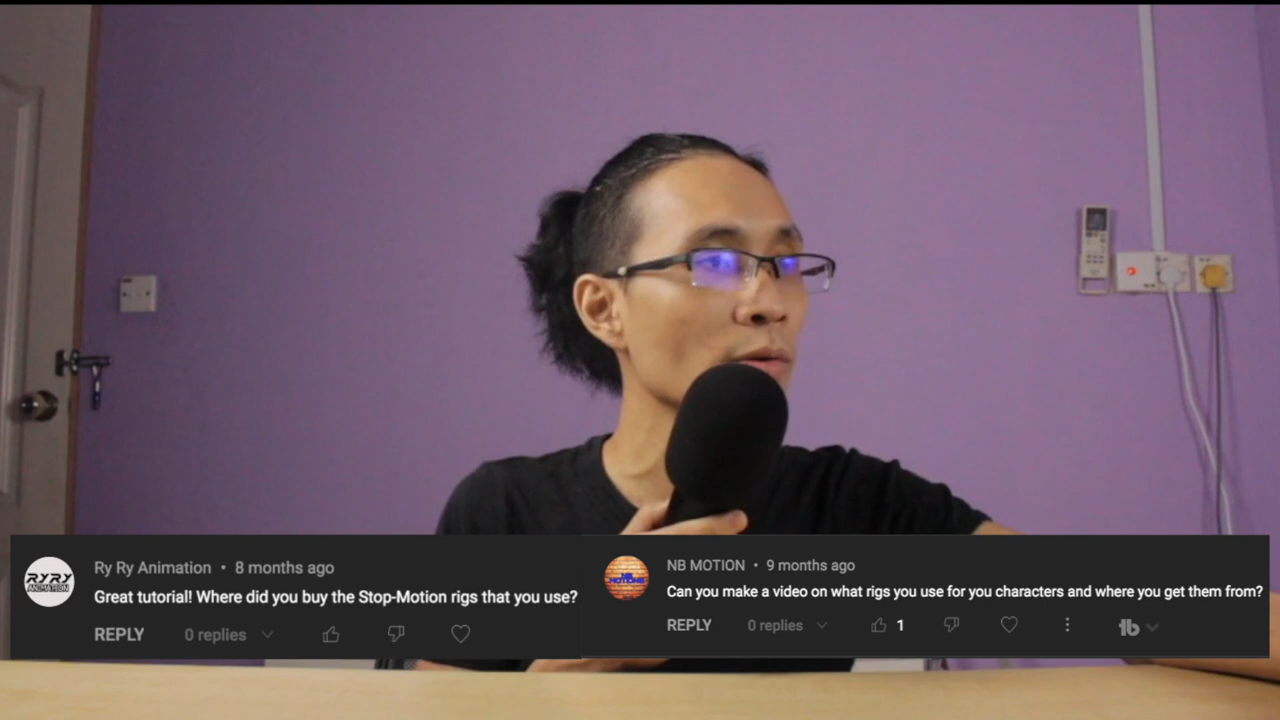 RYRY
ANIMATION
Ry Ry Animation • 8 months ago
Great tutorial! Where did you buy the Stop-Motion rigs that you use?
REPLY 0 replies
NB MOTION • 9 months ago
Can you make a video on what rigs you use for you characters and where you get them from?
REPLY 0 replies 1 tb